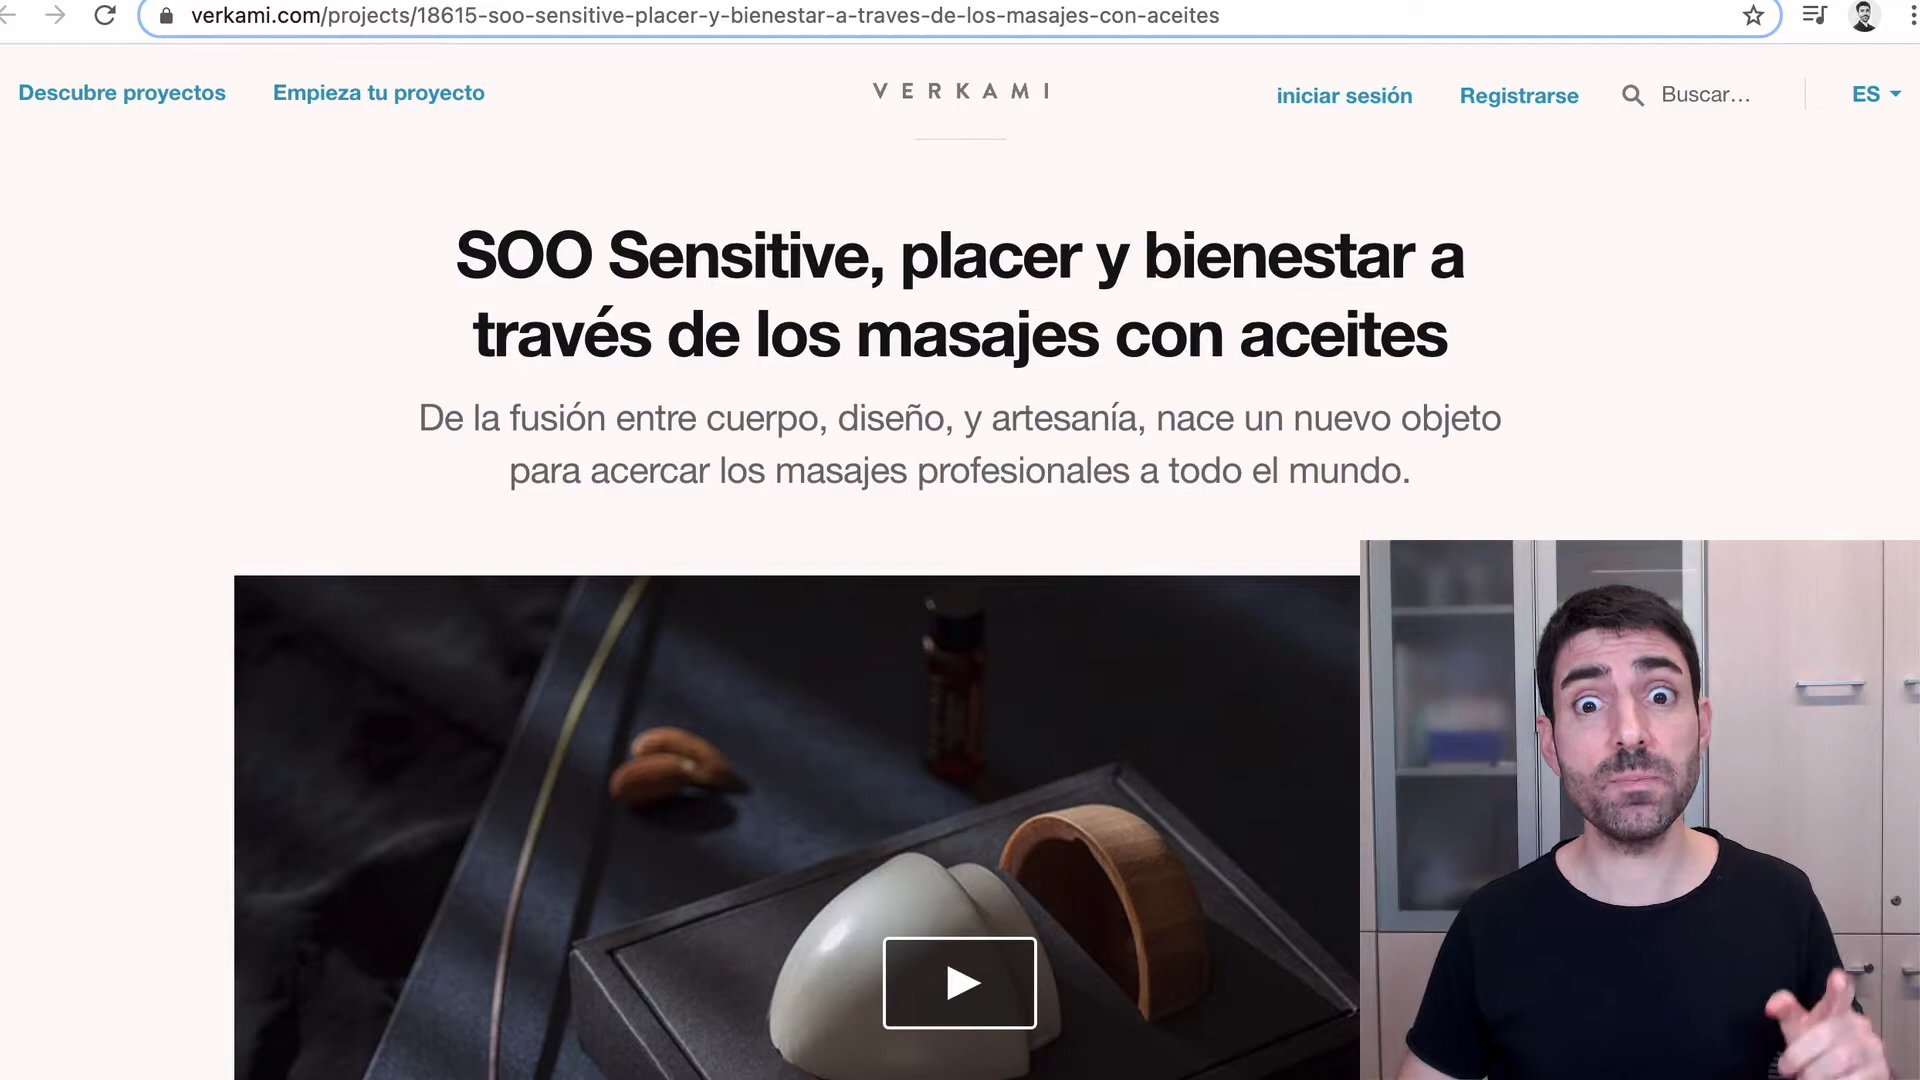 verkami.com/projects/18615-soo-sensitive-placer-y-bienestar-a-traves-de-los-masajes-con-aceites
Descubre proyectos
Empieza tu proyecto
VERKAMI
iniciar sesión
Registrarse
Buscar...
ES
SOO Sensitive, placer y bienestar a
través de los masajes con aceites
De la fusión entre cuerpo, diseño, y artesanía, nace un nuevo objeto
para acercar los masajes profesionales a todo el mundo.